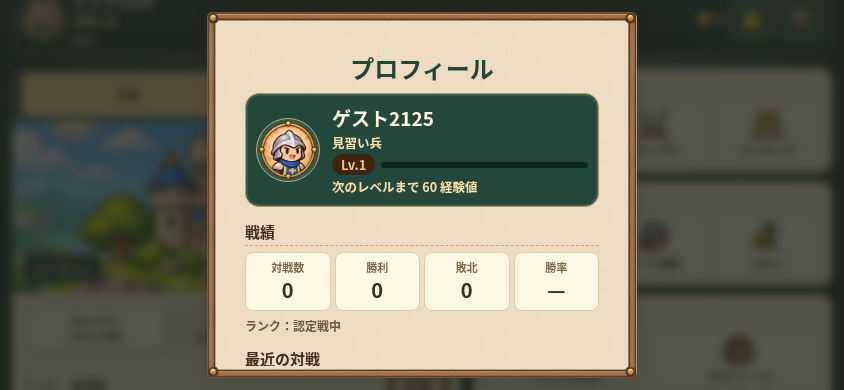 プロフィール
ゲスト2125
見習い兵
Lv.1
次のレベルまで 60 経験値
戦績
対戦数 勝利 敗北 勝率
0 0 0 —
ランク：認定戦中
最近の対戦